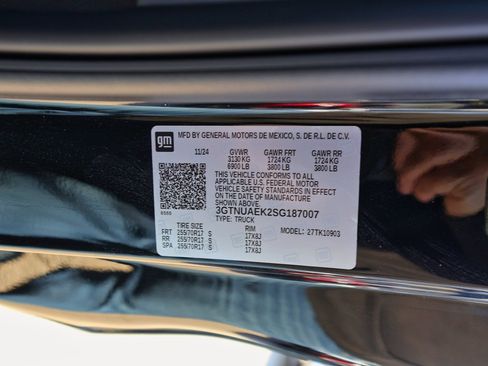 gm
MFD BY GENERAL MOTORS DE MEXICO, S. DE R.L. DE C.V.
11/24 GVWR GAWR FRT GAWR RR
3130 KG 1724 KG 1724 KG
6900 LB 3800 LB 3800 LB
THIS VEHICLE CONFORMS TO ALL
APPLICABLE U.S. FEDERAL MOTOR
VEHICLE SAFETY STANDARDS IN EFFECT
ON THE DATE OF MANUFACTURE
SHOWN ABOVE.
3GTNUAEK2SG187007
TYPE: TRUCK
TIRE SIZE RIM MODEL: 27TK10903
FRT 255/70R17 S 17X8J
RR 255/70R17 S 17X8J
SPA 255/70R17 S 17X8J